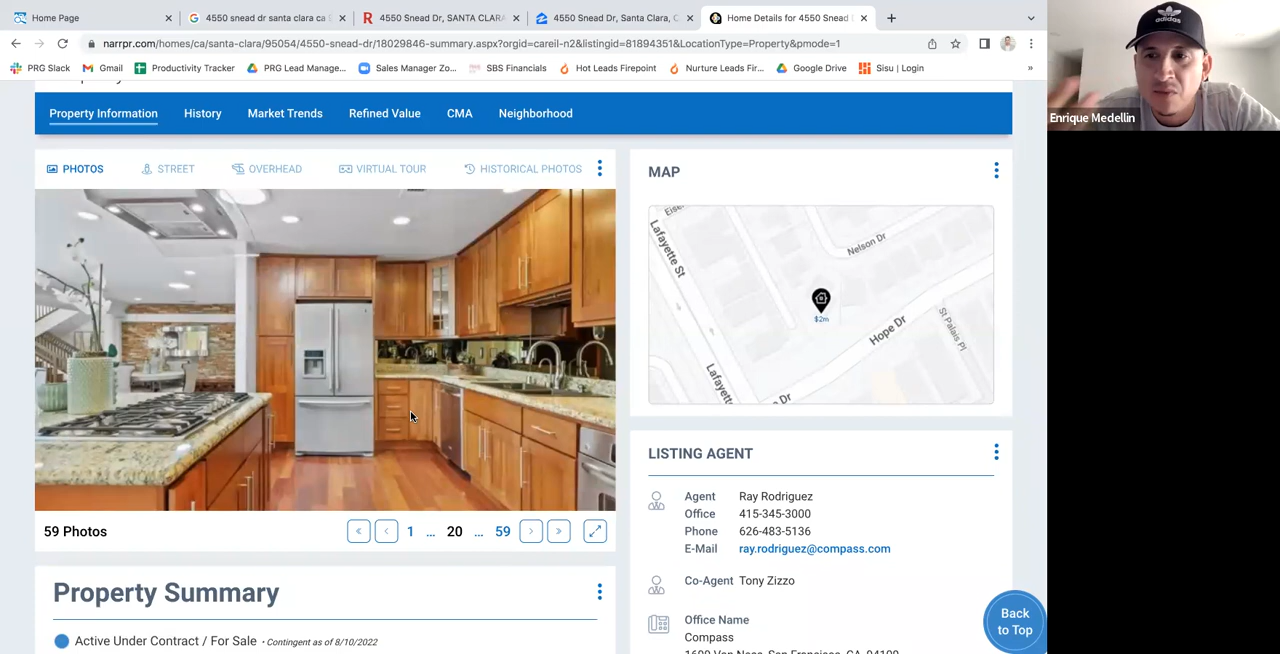 Home Page
4550 snead dr santa clara ca 9
4550 Snead Dr, SANTA CLARA
4550 Snead Dr, Santa Clara, C
Home Details for 4550 Snead
narrpr.com/homes/ca/santa-clara/95054/4550-snead-dr/18029846-summary.aspx?orgid=careil-n2&listingid=81894351&LocationType=Property&pmode=1
PRG Slack
Gmail
Productivity Tracker
PRG Lead Manage...
Sales Manager Zo...
SBS Financials
Hot Leads Firepoint
Nurture Leads Fir...
Google Drive
Sisu | Login
»
adidas
Enrique Medellin
Property Information
History
Market Trends
Refined Value
CMA
Neighborhood
PHOTOS
STREET
OVERHEAD
VIRTUAL TOUR
HISTORICAL PHOTOS
59 Photos
« ‹ 1 ... 20 ... 59 › »
Property Summary
Active Under Contract / For Sale • Contingent as of 8/10/2022
MAP
Lafayette St
Nelson Dr
$2m
Hope Dr
St Palais Pl
Dr
LISTING AGENT
Agent Ray Rodriguez
Office 415-345-3000
Phone 626-483-5136
E-Mail ray.rodriguez@compass.com
Co-Agent Tony Zizzo
Office Name
Compass
Back
to Top